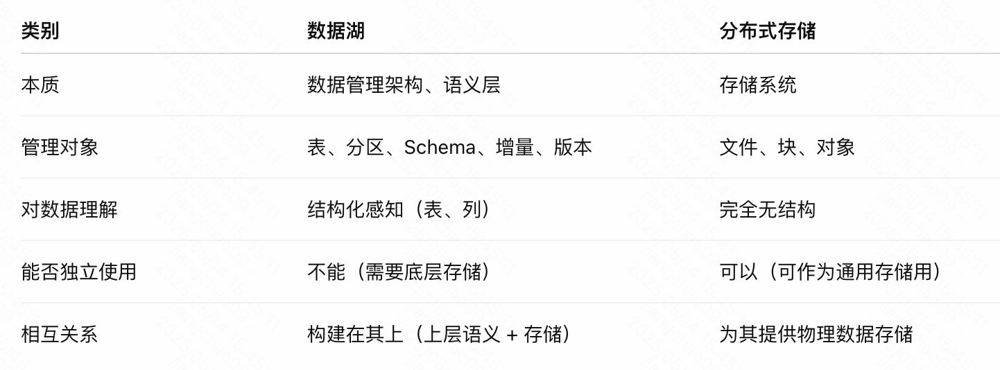 类别 数据湖 分布式存储
本质 数据管理架构、语义层 存储系统
管理对象 表、分区、Schema、增量、版本 文件、块、对象
对数据理解 结构化感知（表、列） 完全无结构
能否独立使用 不能（需要底层存储） 可以（可作为通用存储用）
相互关系 构建在其上（上层语义 + 存储） 为其提供物理数据存储